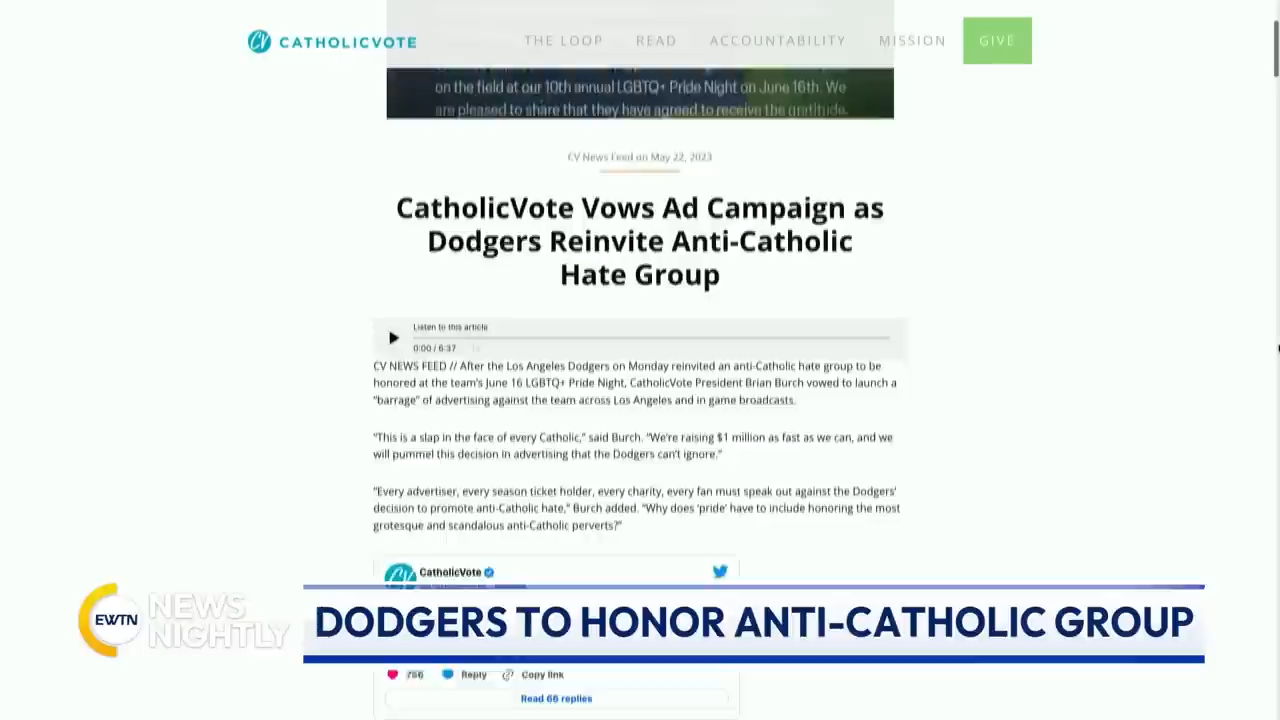 CV CATHOLICVOTE
THE LOOP READ ACCOUNTABILITY MISSION GIVE
on the field at our 10th annual LGBTQ+ Pride Night on June 16th. We
are pleased to share that they have agreed to receive the gratitude,
CV News Feed on May 22, 2023
CatholicVote Vows Ad Campaign as
Dodgers Reinvite Anti-Catholic
Hate Group
Listen to this article
0:00 / 6:37 1x
CV NEWS FEED // After the Los Angeles Dodgers on Monday reinvited an anti-Catholic hate group to be
honored at the team's June 16 LGBTQ+ Pride Night, CatholicVote President Brian Burch vowed to launch a
"barrage" of advertising against the team across Los Angeles and in game broadcasts.
"This is a slap in the face of every Catholic," said Burch. "We're raising $1 million as fast as we can, and we
will pummel this decision in advertising that the Dodgers can't ignore."
"Every advertiser, every season ticket holder, every charity, every fan must speak out against the Dodgers'
decision to promote anti-Catholic hate," Burch added. "Why does 'pride' have to include honoring the most
grotesque and scandalous anti-Catholic perverts?"
CV CatholicVote
EWTN NEWS
NIGHTLY
DODGERS TO HONOR ANTI-CATHOLIC GROUP
756 Reply Copy link
Read 66 replies